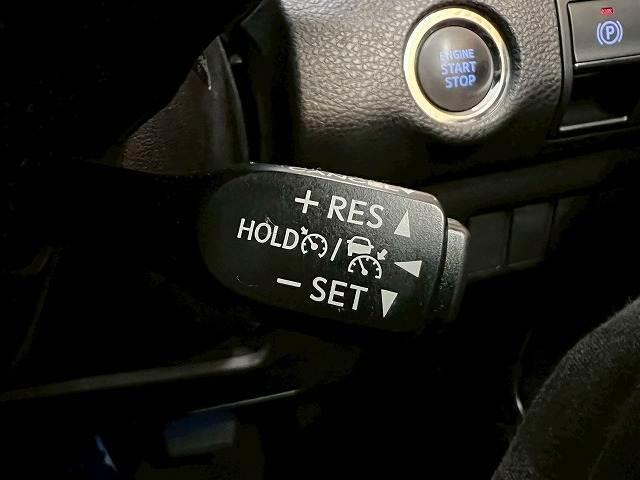 ENGINE
START
STOP
P
+ RES
HOLD /
− SET